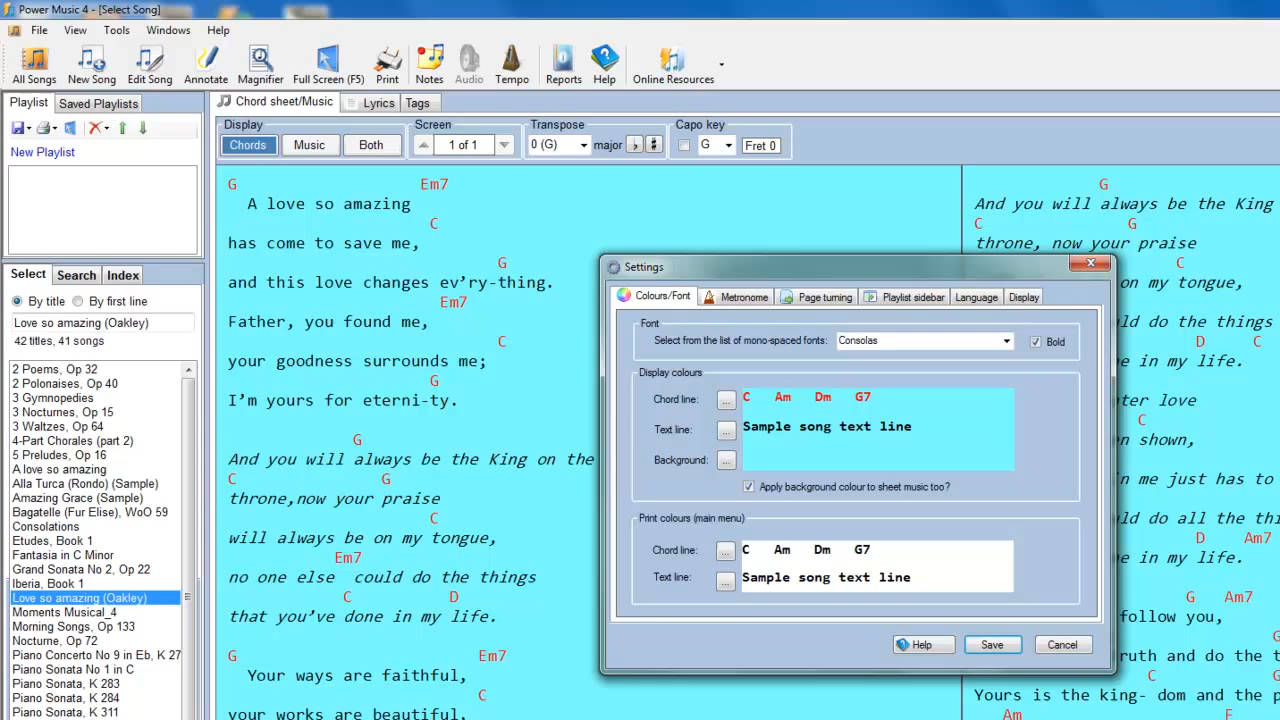 Power Music 4 - [Select Song]
File View Tools Windows Help
All Songs New Song Edit Song Annotate Magnifier Full Screen (F5) Print Notes Audio Tempo Reports Help Online Resources
Playlist Saved Playlists
New Playlist
Select Search Index
By title By first line
Love so amazing (Oakley)
42 titles, 41 songs
2 Poems, Op 32
2 Polonaises, Op 40
3 Gymnopedies
3 Nocturnes, Op 15
3 Waltzes, Op 64
4-Part Chorales (part 2)
5 Preludes, Op 16
A love so amazing
Alla Turca (Rondo) (Sample)
Amazing Grace (Sample)
Bagatelle (Fur Elise), WoO 59
Consolations
Etudes, Book 1
Fantasia in C Minor
Grand Sonata No 2, Op 22
Iberia, Book 1
Love so amazing (Oakley)
Moments Musical_4
Morning Songs, Op 133
Nocturne, Op 72
Piano Concerto No 9 in Eb, K 27
Piano Sonata No 1 in C
Piano Sonata, K 283
Piano Sonata, K 284
Piano Sonata, K 311
Chord sheet/Music Lyrics Tags
Display Screen Transpose Capo key
Chords Music Both 1 of 1 0 (G) major ♭ ♯ G Fret 0
G Em7
A love so amazing
C
has come to save me,
G
and this love changes ev'ry-thing.
Em7
Father, you found me,
C
your goodness surrounds me;
G
I'm yours for eterni-ty.
G
And you will always be the King on the
C G
throne,now your praise
C
will always be on my tongue,
Em7
no one else could do the things
C D
that you've done in my life.
G Em7
Your ways are faithful,
C
your works are beautiful,
G
And you will always be the King
C G
throne, now your praise
C
on my tongue,
ld do the things
D C
e in my life.
ter love
C
n shown,
in me just has to
ld do all the thi
D Am7
e in my life.
G Am7
follow you,
G
ruth and do the t
C G
Yours is the king- dom and the p
Am F
Settings
Colours/Font Metronome Page turning Playlist sidebar Language Display
Font
Select from the list of mono-spaced fonts: Consolas Bold
Display colours
Chord line: ... C Am Dm G7
Text line: ... Sample song text line
Background: ...
Apply background colour to sheet music too?
Print colours (main menu)
Chord line: ... C Am Dm G7
Text line: ... Sample song text line
Help Save Cancel